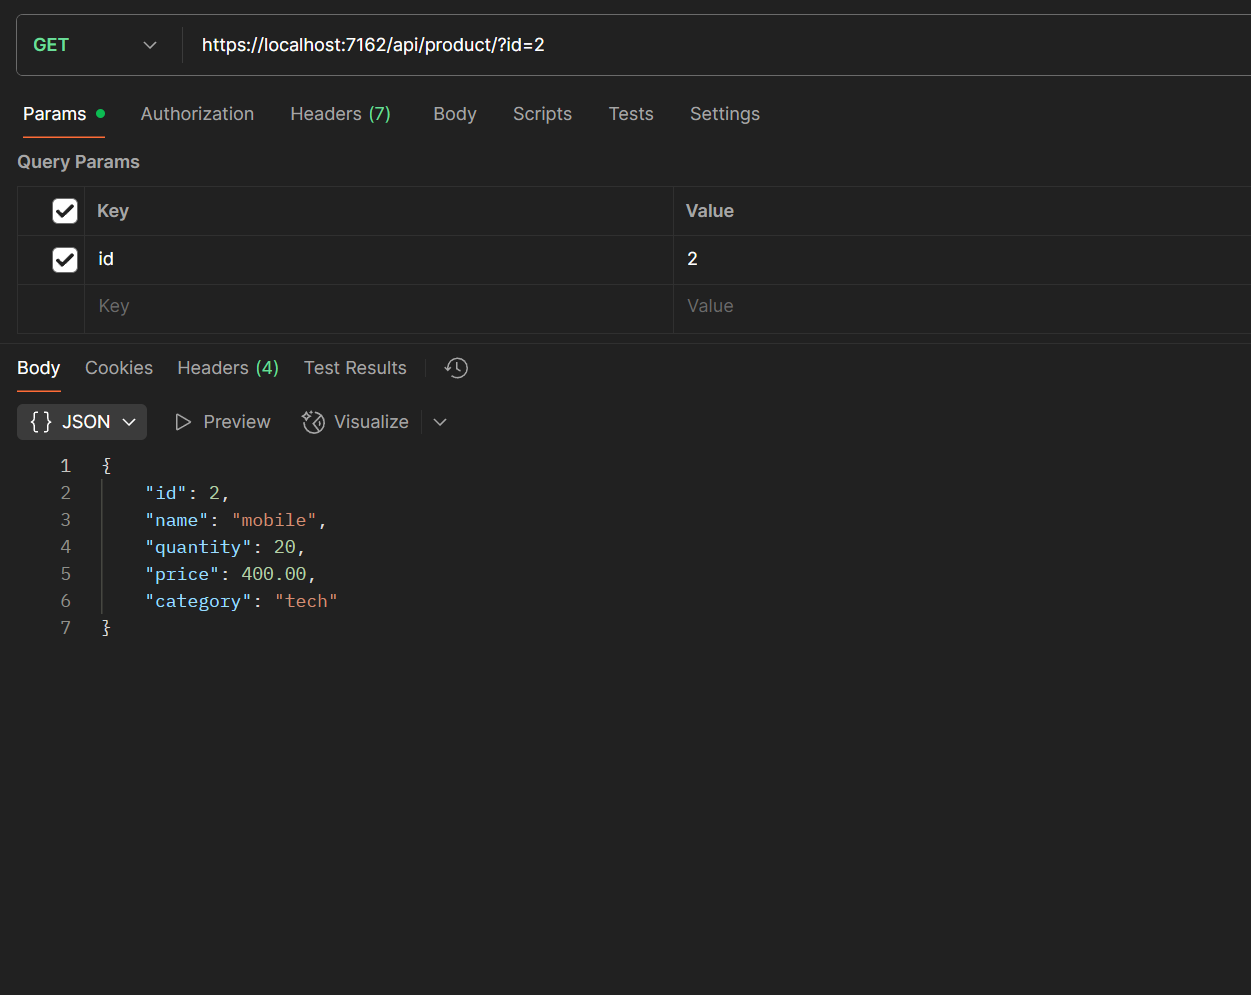 GET https://localhost:7162/api/product/?id=2
Params Authorization Headers (7) Body Scripts Tests Settings
Query Params
Key Value
id 2
Key Value
Body Cookies Headers (4) Test Results
{} JSON Preview Visualize
1 {
2 "id": 2,
3 "name": "mobile",
4 "quantity": 20,
5 "price": 400.00,
6 "category": "tech"
7 }